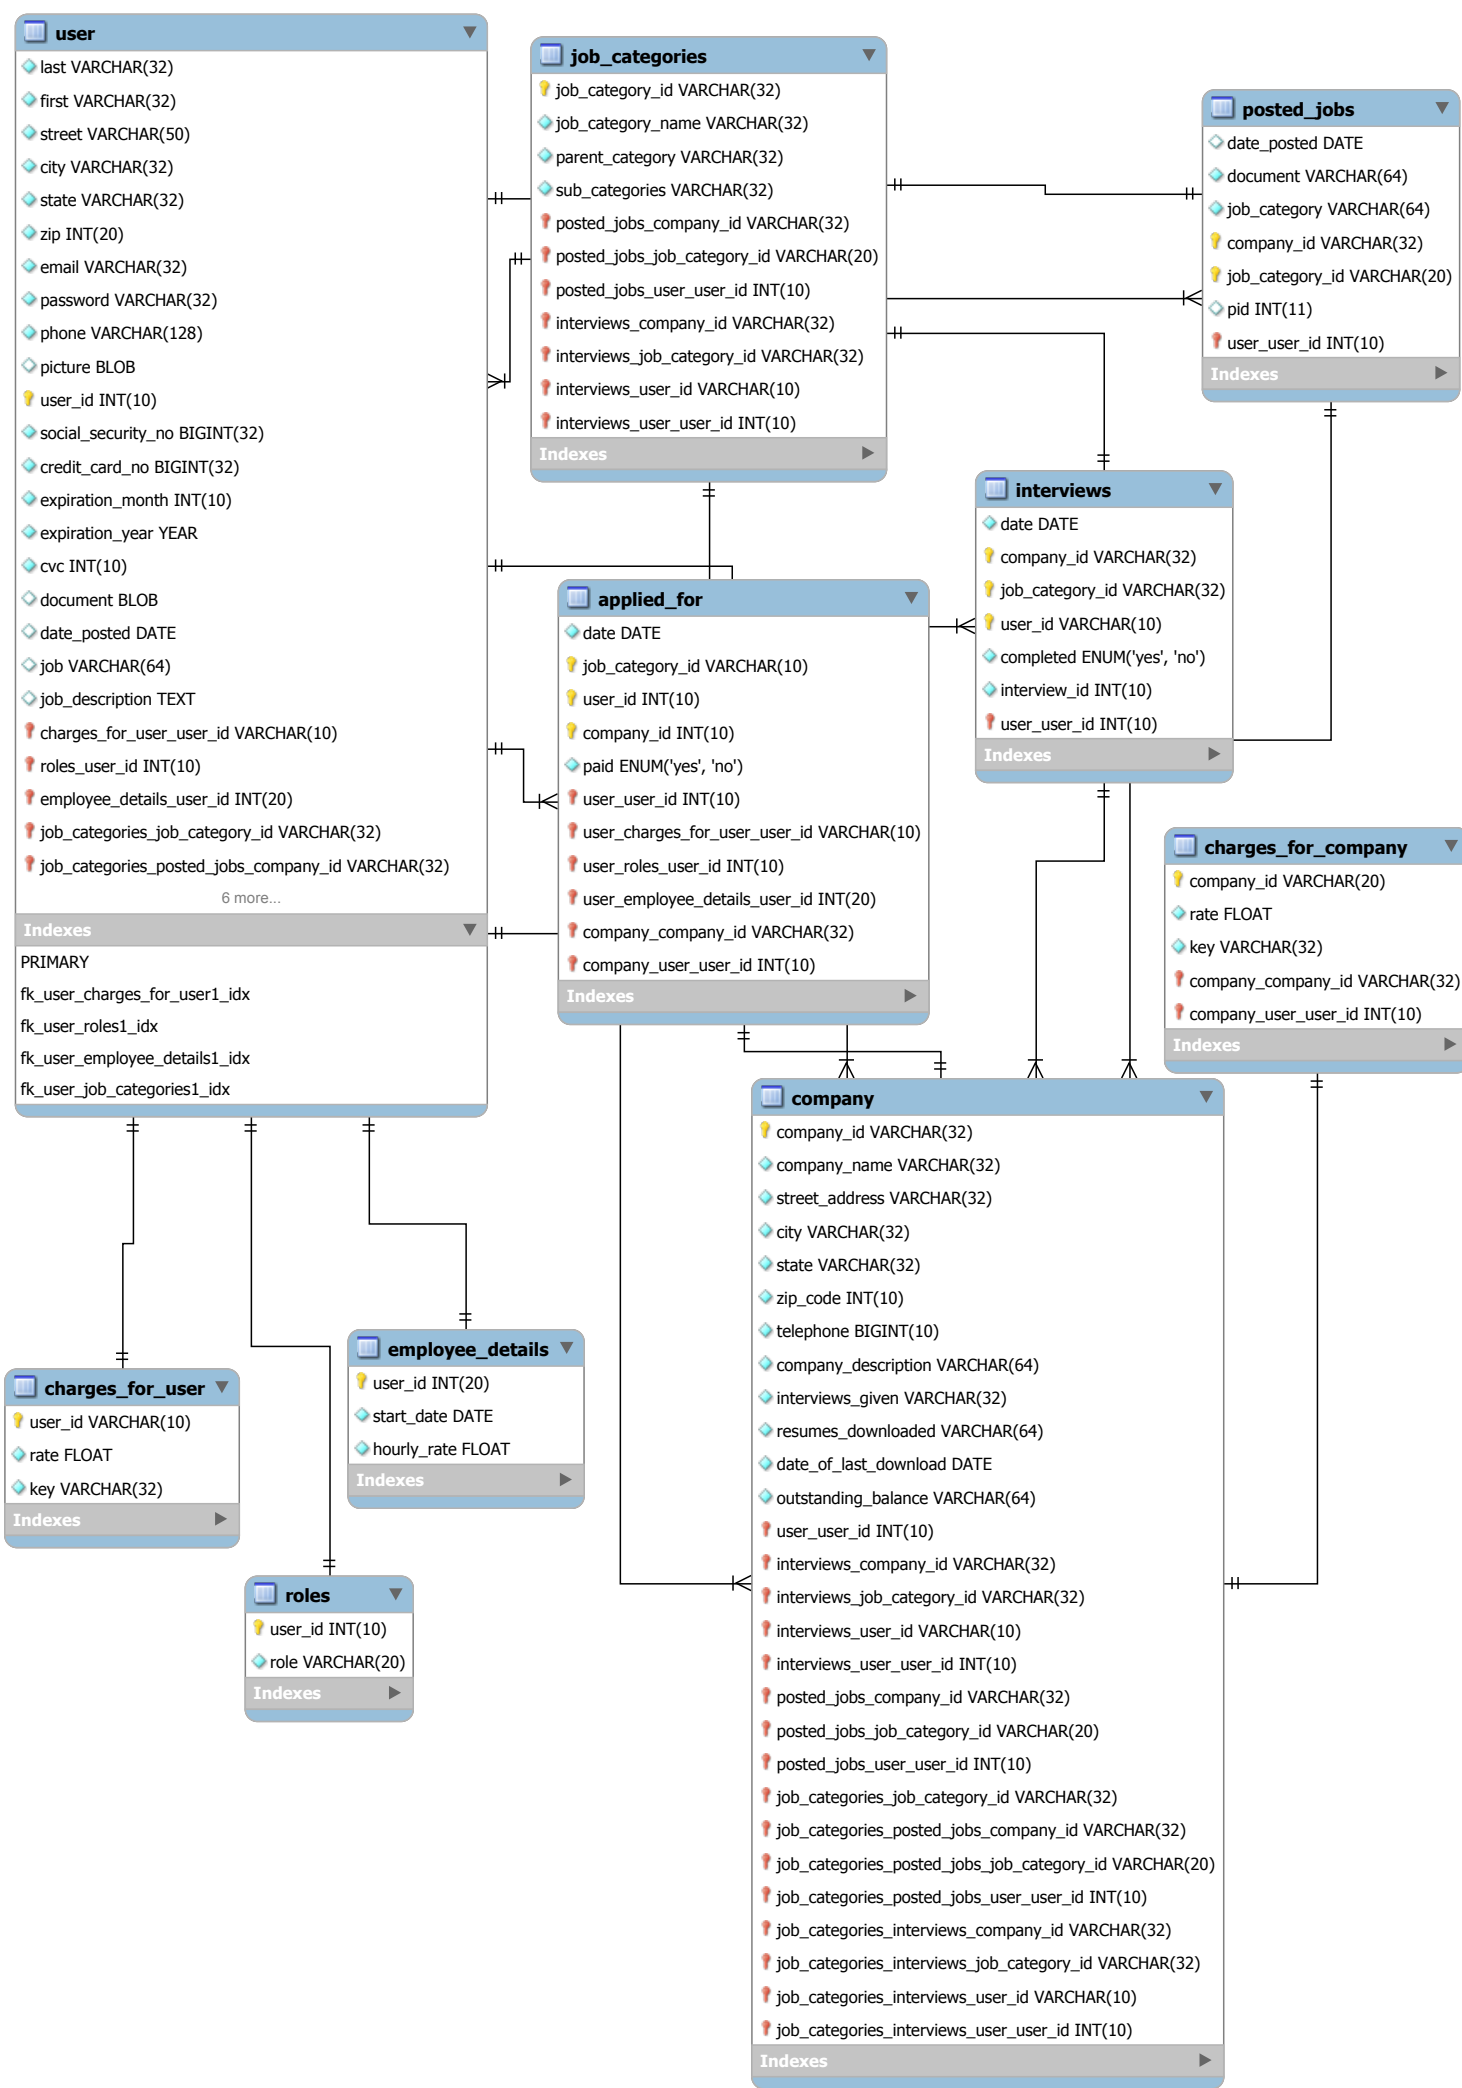 user
last VARCHAR(32)
first VARCHAR(32)
street VARCHAR(50)
city VARCHAR(32)
state VARCHAR(32)
zip INT(20)
email VARCHAR(32)
password VARCHAR(32)
phone VARCHAR(128)
picture BLOB
user_id INT(10)
social_security_no BIGINT(32)
credit_card_no BIGINT(32)
expiration_month INT(10)
expiration_year YEAR
cvc INT(10)
document BLOB
date_posted DATE
job VARCHAR(64)
job_description TEXT
charges_for_user_user_id VARCHAR(10)
roles_user_id INT(10)
employee_details_user_id INT(20)
job_categories_job_category_id VARCHAR(32)
job_categories_posted_jobs_company_id VARCHAR(32)
6 more...
Indexes
PRIMARY
fk_user_charges_for_user1_idx
fk_user_roles1_idx
fk_user_employee_details1_idx
fk_user_job_categories1_idx
job_categories
job_category_id VARCHAR(32)
job_category_name VARCHAR(32)
parent_category VARCHAR(32)
sub_categories VARCHAR(32)
posted_jobs_company_id VARCHAR(32)
posted_jobs_job_category_id VARCHAR(20)
posted_jobs_user_user_id INT(10)
interviews_company_id VARCHAR(32)
interviews_job_category_id VARCHAR(32)
interviews_user_id VARCHAR(10)
interviews_user_user_id INT(10)
Indexes
posted_jobs
date_posted DATE
document VARCHAR(64)
job_category VARCHAR(64)
company_id VARCHAR(32)
job_category_id VARCHAR(20)
pid INT(11)
user_user_id INT(10)
Indexes
interviews
date DATE
company_id VARCHAR(32)
job_category_id VARCHAR(32)
user_id VARCHAR(10)
completed ENUM('yes', 'no')
interview_id INT(10)
user_user_id INT(10)
Indexes
applied_for
date DATE
job_category_id VARCHAR(10)
user_id INT(10)
company_id INT(10)
paid ENUM('yes', 'no')
user_user_id INT(10)
user_charges_for_user_user_id VARCHAR(10)
user_roles_user_id INT(10)
user_employee_details_user_id INT(20)
company_company_id VARCHAR(32)
company_user_user_id INT(10)
Indexes
charges_for_company
company_id VARCHAR(20)
rate FLOAT
key VARCHAR(32)
company_company_id VARCHAR(32)
company_user_user_id INT(10)
Indexes
company
company_id VARCHAR(32)
company_name VARCHAR(32)
street_address VARCHAR(32)
city VARCHAR(32)
state VARCHAR(32)
zip_code INT(10)
telephone BIGINT(10)
company_description VARCHAR(64)
interviews_given VARCHAR(32)
resumes_downloaded VARCHAR(64)
date_of_last_download DATE
outstanding_balance VARCHAR(64)
user_user_id INT(10)
interviews_company_id VARCHAR(32)
interviews_job_category_id VARCHAR(32)
interviews_user_id VARCHAR(10)
interviews_user_user_id INT(10)
posted_jobs_company_id VARCHAR(32)
posted_jobs_job_category_id VARCHAR(20)
posted_jobs_user_user_id INT(10)
job_categories_job_category_id VARCHAR(32)
job_categories_posted_jobs_company_id VARCHAR(32)
job_categories_posted_jobs_job_category_id VARCHAR(20)
job_categories_posted_jobs_user_user_id INT(10)
job_categories_interviews_company_id VARCHAR(32)
job_categories_interviews_job_category_id VARCHAR(32)
job_categories_interviews_user_id VARCHAR(10)
job_categories_interviews_user_user_id INT(10)
Indexes
employee_details
user_id INT(20)
start_date DATE
hourly_rate FLOAT
Indexes
charges_for_user
user_id VARCHAR(10)
rate FLOAT
key VARCHAR(32)
Indexes
roles
user_id INT(10)
role VARCHAR(20)
Indexes